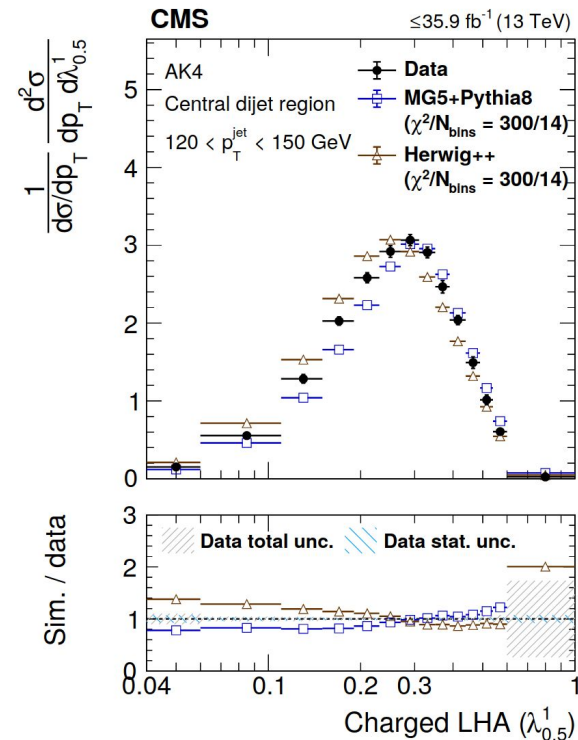 CMS
≤35.9 fb⁻¹ (13 TeV)
1
dσ/dp_T
d²σ
dp_T dλ¹_0.5
AK4
Central dijet region
120 < p_T^jet < 150 GeV
Data
MG5+Pythia8
(χ²/N_bins = 300/14)
Herwig++
(χ²/N_bins = 300/14)
5
4
3
2
1
0
Sim. / data
Data total unc.
Data stat. unc.
3
2
1
0
0.04
0.1
0.2
0.3
1
Charged LHA (λ¹_0.5)